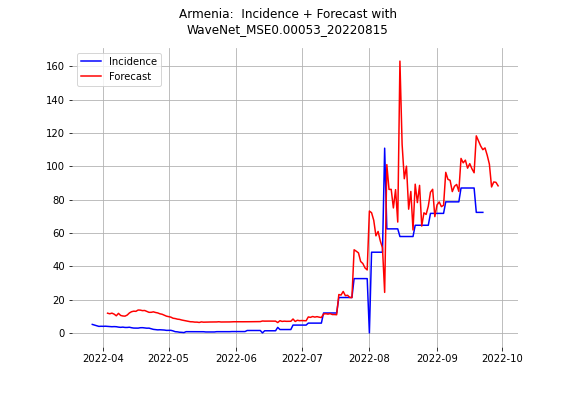 Armenia:  Incidence + Forecast with
WaveNet_MSE0.00053_20220815
Incidence
Forecast
160
140
120
100
80
60
40
20
0
2022-04 2022-05 2022-06 2022-07 2022-08 2022-09 2022-10